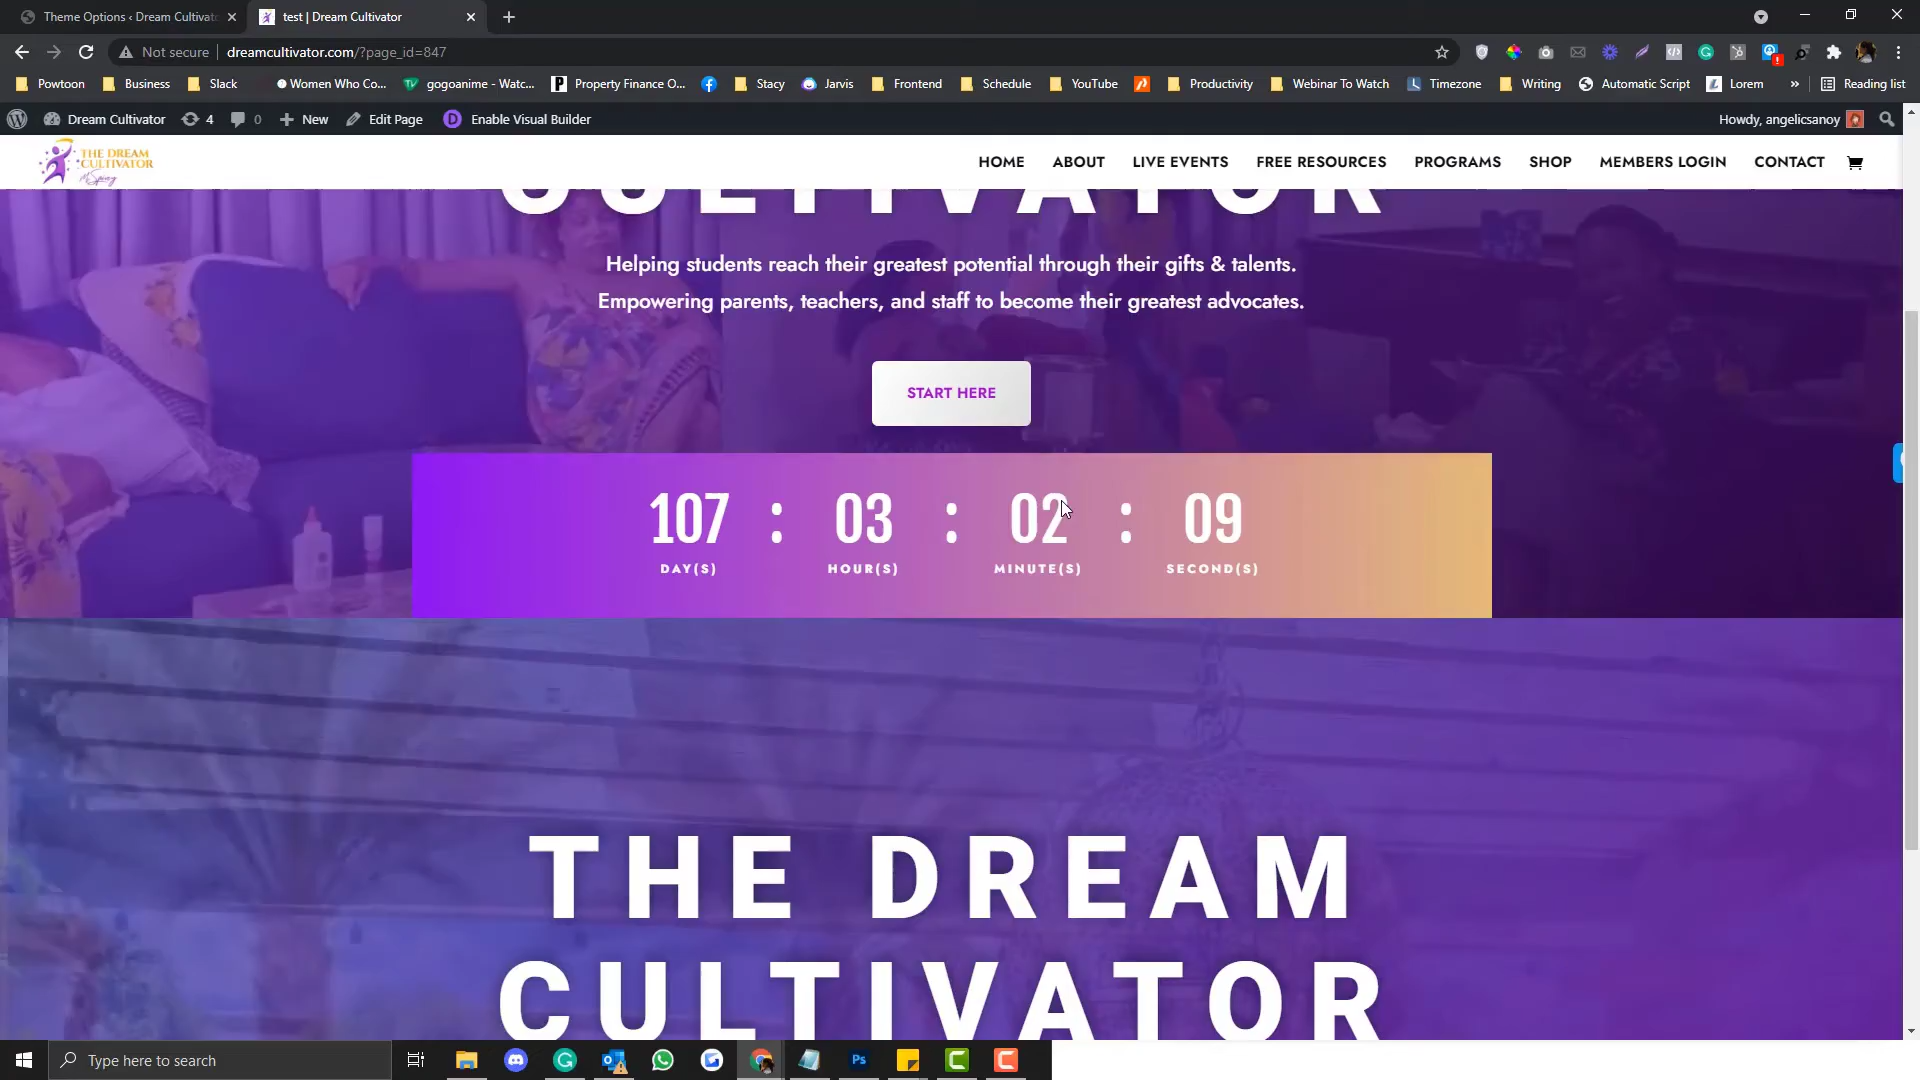 Theme Options ‹ Dream Cultivato
test | Dream Cultivator
Not secure
dreamcultivator.com/?page_id=847
Powtoon
Business
Slack
Women Who Co...
gogoanime - Watc...
Property Finance O...
Stacy
Jarvis
Frontend
Schedule
YouTube
Productivity
Webinar To Watch
Timezone
Writing
Automatic Script
Lorem
»
Reading list
Dream Cultivator
4
0
New
Edit Page
Enable Visual Builder
Howdy, angelicsanoy
THE DREAM
CULTIVATOR
HOME
ABOUT
LIVE EVENTS
FREE RESOURCES
PROGRAMS
SHOP
MEMBERS LOGIN
CONTACT
CULTIVATOR
Helping students reach their greatest potential through their gifts & talents.
Empowering parents, teachers, and staff to become their greatest advocates.
START HERE
107 : 03 : 02 : 09
DAY(S) HOUR(S) MINUTE(S) SECOND(S)
THE DREAM
CULTIVATOR
Type here to search
Ps